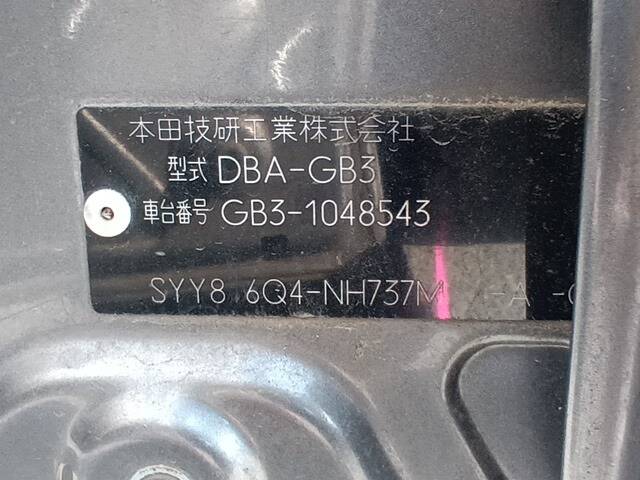 本田技研工業株式会社
型式 DBA-GB3
車台番号 GB3-1048543
SYY8 6Q4-NH737M -A -